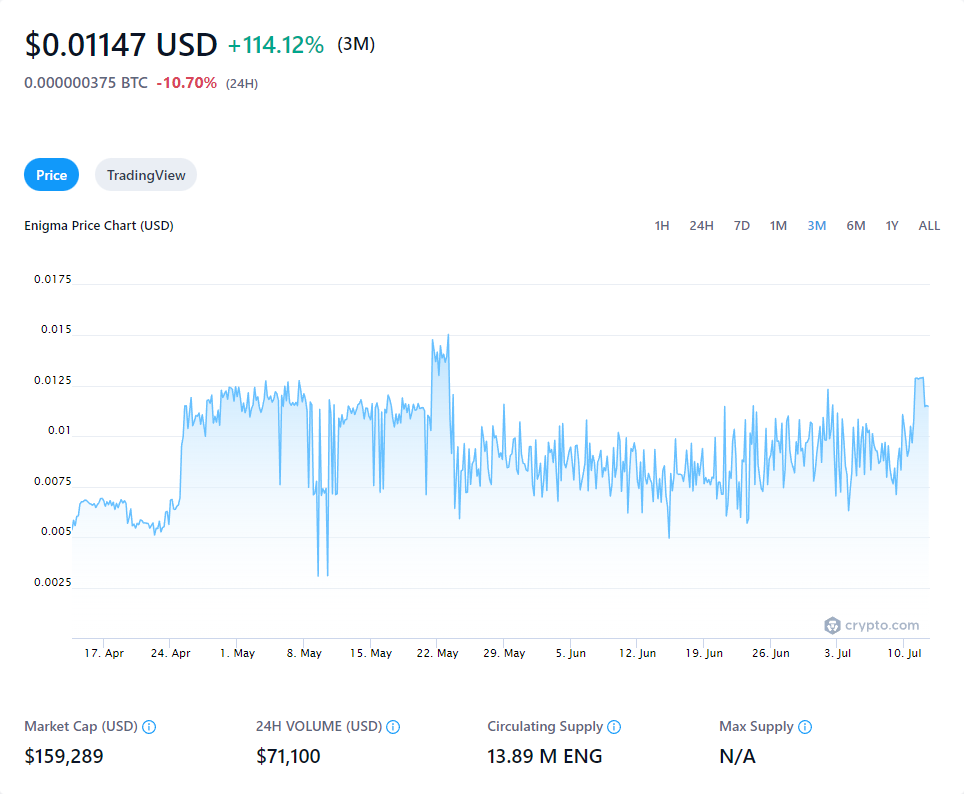 $0.01147 USD +114.12% (3M)
0.000000375 BTC -10.70% (24H)
Price TradingView
Enigma Price Chart (USD) 1H 24H 7D 1M 3M 6M 1Y ALL
0.0175
0.015
0.0125
0.01
0.0075
0.005
0.0025
crypto.com
17. Apr 24. Apr 1. May 8. May 15. May 22. May 29. May 5. Jun 12. Jun 19. Jun 26. Jun 3. Jul 10. Jul
Market Cap (USD) 24H VOLUME (USD) Circulating Supply Max Supply
$159,289 $71,100 13.89 M ENG N/A